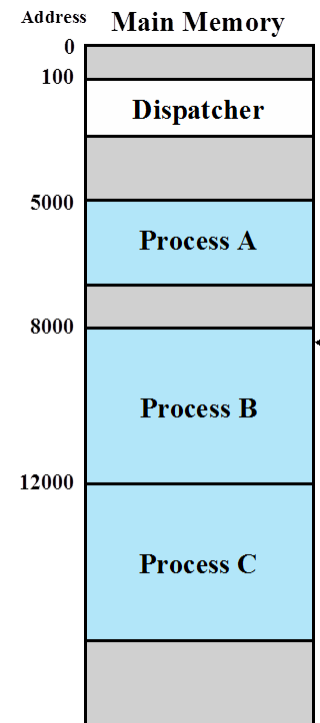 Address Main Memory
0
100
Dispatcher
5000
Process A
8000
Process B
12000
Process C